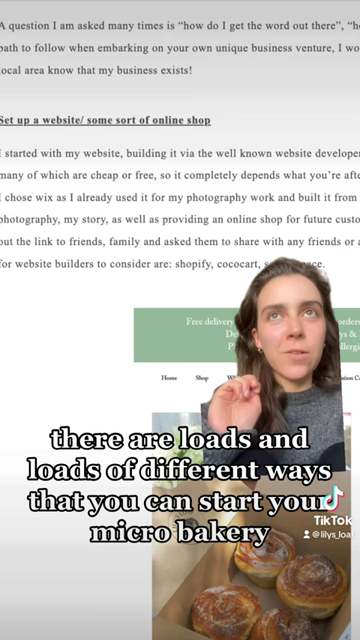 A question I am asked many times is "how do I get the word out there",
path to follow when embarking on your own unique business venture, I
local area know that my business exists!
Set up a website/ some sort of online shop
I started with my website, building it via the well known website
many of which are cheap or free, so it completely depends what you're
I chose wix as I already used it for my photography work and built it from
photography, my story, as well as providing an online shop for future
out the link to friends, family and asked them to share with any friends or
for website builders to consider are: shopify, cococart,
Free delivery
Home Shop
there are loads and
loads of different ways
that you can start your
micro bakery
TikTok